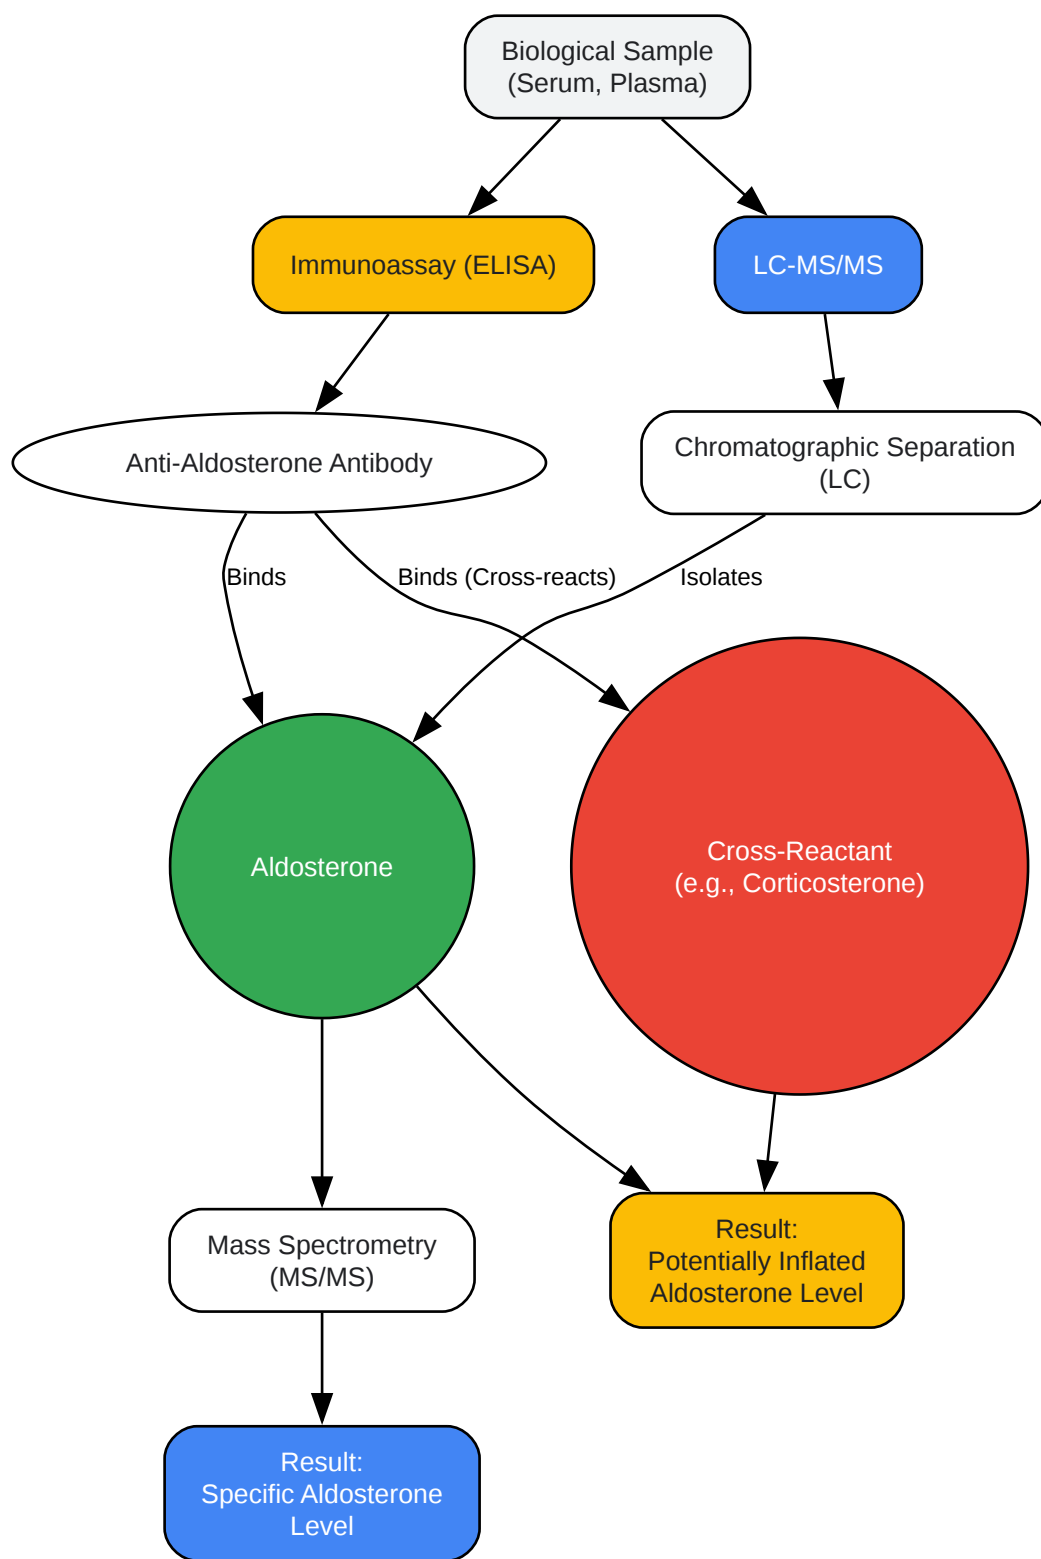 Biological Sample
(Serum, Plasma)
Immunoassay (ELISA)
LC-MS/MS
Anti-Aldosterone Antibody
Chromatographic Separation
(LC)
Binds
Binds (Cross-reacts)
Isolates
Aldosterone
Cross-Reactant
(e.g., Corticosterone)
Mass Spectrometry
(MS/MS)
Result:
Potentially Inflated
Aldosterone Level
Result:
Specific Aldosterone
Level